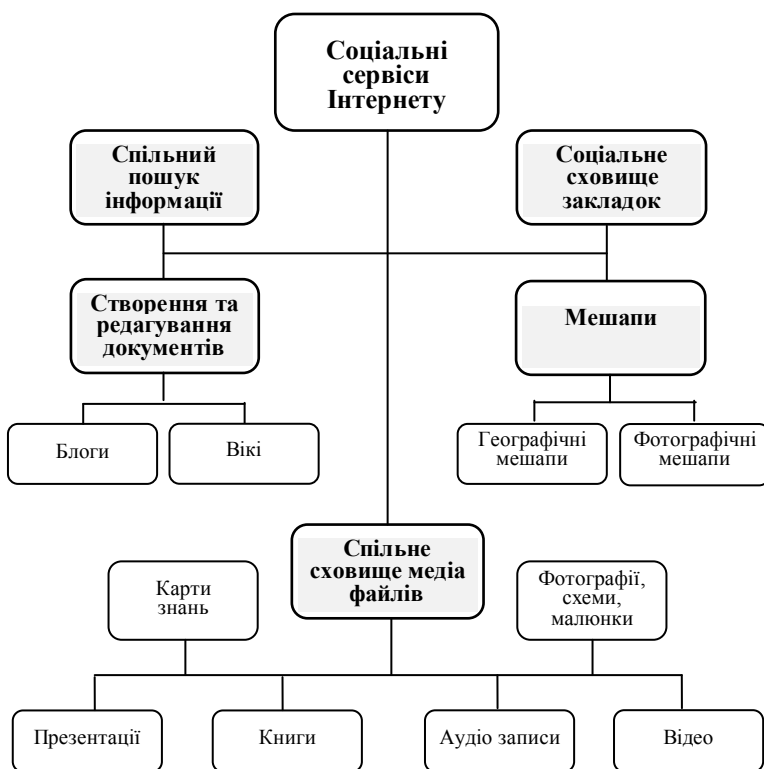 Соціальні
сервіси
Інтернету
Спільний
пошук
інформації
Соціальне
сховище
закладок
Створення та
редагування
документів
Мешапи
Блоги
Вікі
Географічні
мешапи
Фотографічні
мешапи
Спільне
сховище медіа
файлів
Карти
знань
Фотографії,
схеми,
малюнки
Презентації
Книги
Аудіо записи
Відео